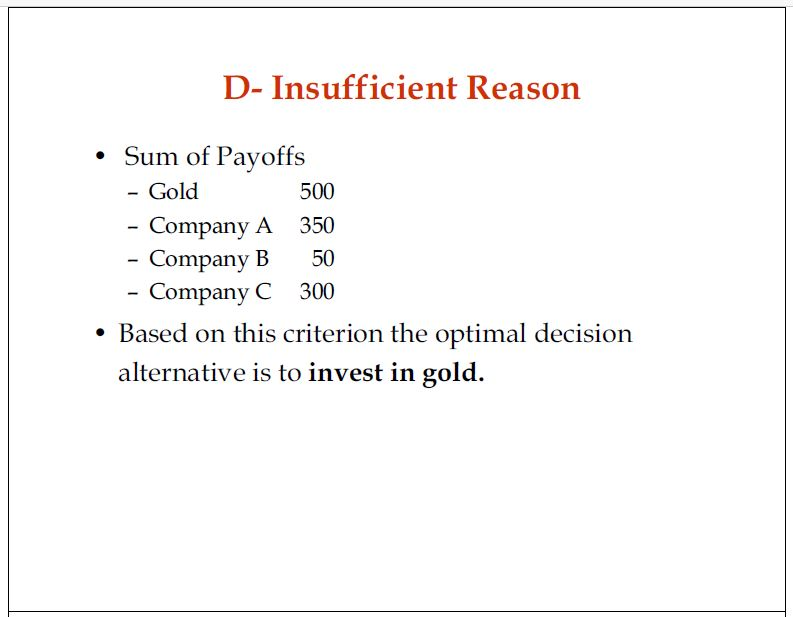 D- Insufficient Reason
• Sum of Payoffs
– Gold 500
– Company A 350
– Company B 50
– Company C 300
• Based on this criterion the optimal decision
alternative is to invest in gold.